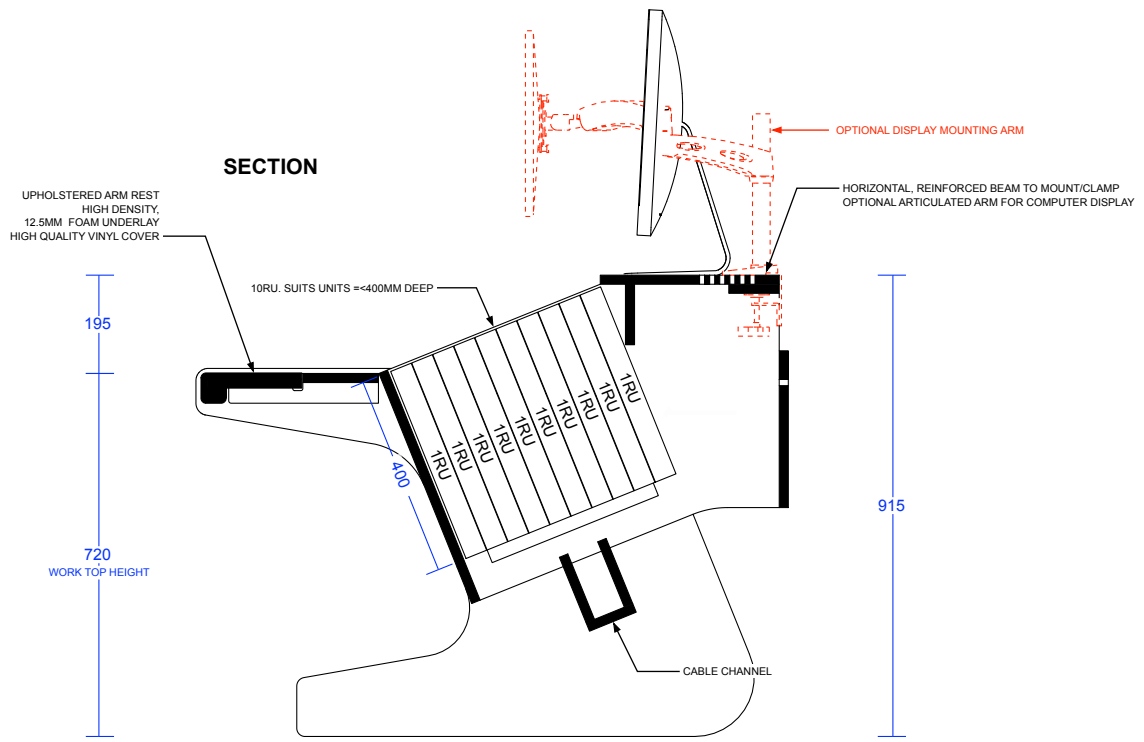 SECTION
OPTIONAL DISPLAY MOUNTING ARM
UPHOLSTERED ARM REST
HIGH DENSITY,
12.5MM FOAM UNDERLAY
HIGH QUALITY VINYL COVER
HORIZONTAL, REINFORCED BEAM TO MOUNT/CLAMP
OPTIONAL ARTICULATED ARM FOR COMPUTER DISPLAY
10RU. SUITS UNITS =<400MM DEEP
195
1RU
1RU
1RU
1RU
1RU
1RU
1RU
1RU
1RU
1RU
400
915
720
WORK TOP HEIGHT
CABLE CHANNEL